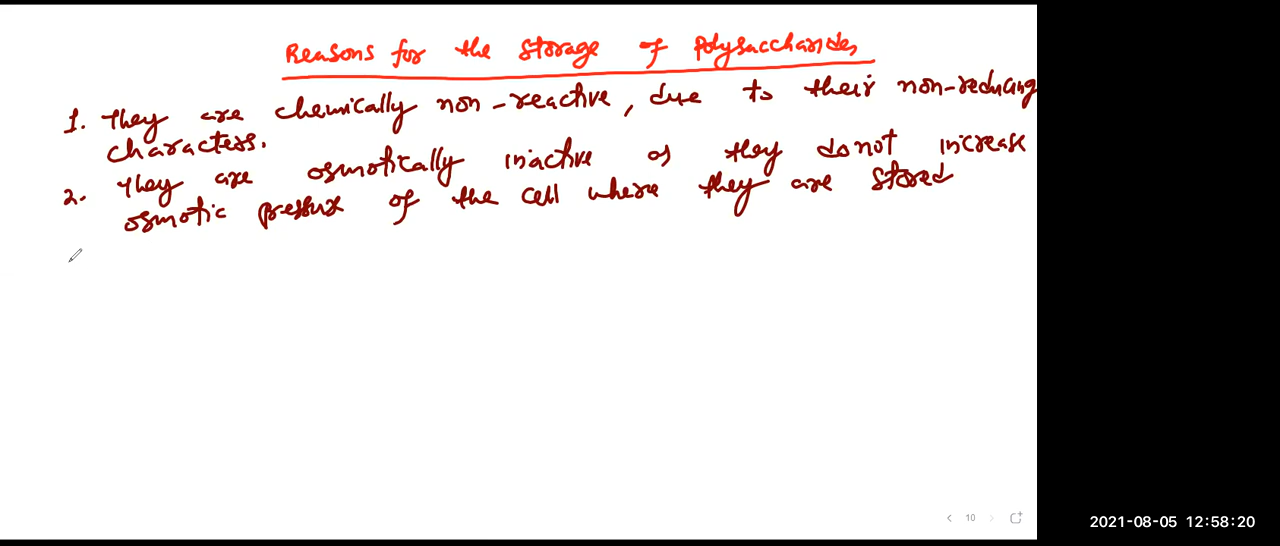 Reasons for the Storage of Polysaccharides
1. They are chemically non-reactive, due to their non-reducing
characters.
2. They are osmotically inactive as they do not increase
osmotic pressure of the cell where they are stored
10
2021-08-05 12:58:20